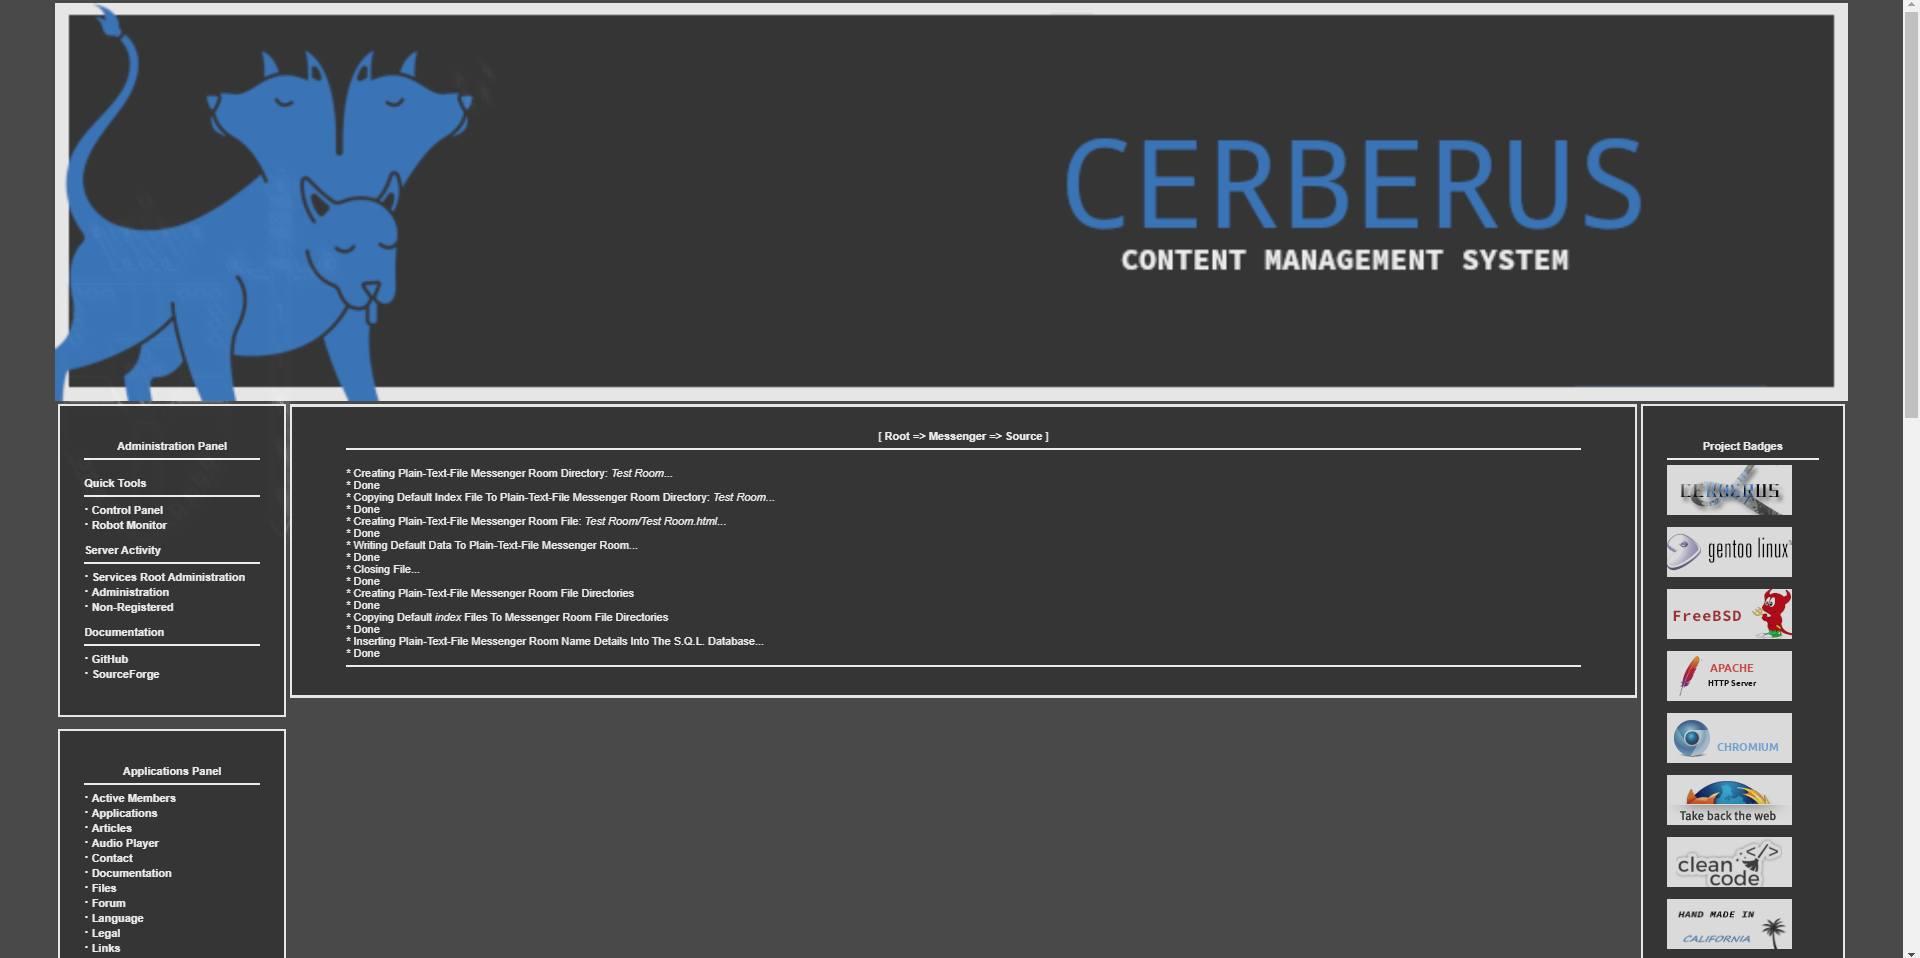 CERBERUS
CONTENT MANAGEMENT SYSTEM
Administration Panel
Quick Tools
· Control Panel
· Robot Monitor
Server Activity
· Services Root Administration
· Administration
· Non-Registered
Documentation
· GitHub
· SourceForge
Applications Panel
· Active Members
· Applications
· Articles
· Audio Player
· Contact
· Documentation
· Files
· Forum
· Language
· Legal
· Links
[ Root => Messenger => Source ]
* Creating Plain-Text-File Messenger Room Directory: Test Room...
* Done
* Copying Default Index File To Plain-Text-File Messenger Room Directory: Test Room...
* Done
* Creating Plain-Text-File Messenger Room File: Test Room/Test Room.html...
* Done
* Writing Default Data To Plain-Text-File Messenger Room...
* Done
* Closing File...
* Done
* Creating Plain-Text-File Messenger Room File Directories
* Done
* Copying Default index Files To Messenger Room File Directories
* Done
* Inserting Plain-Text-File Messenger Room Name Details Into The S.Q.L. Database...
* Done
Project Badges
CERBERUS
gentoo linux
FreeBSD
APACHE
HTTP Server
CHROMIUM
Take back the web
clean </>
code
HAND MADE IN
CALIFORNIA